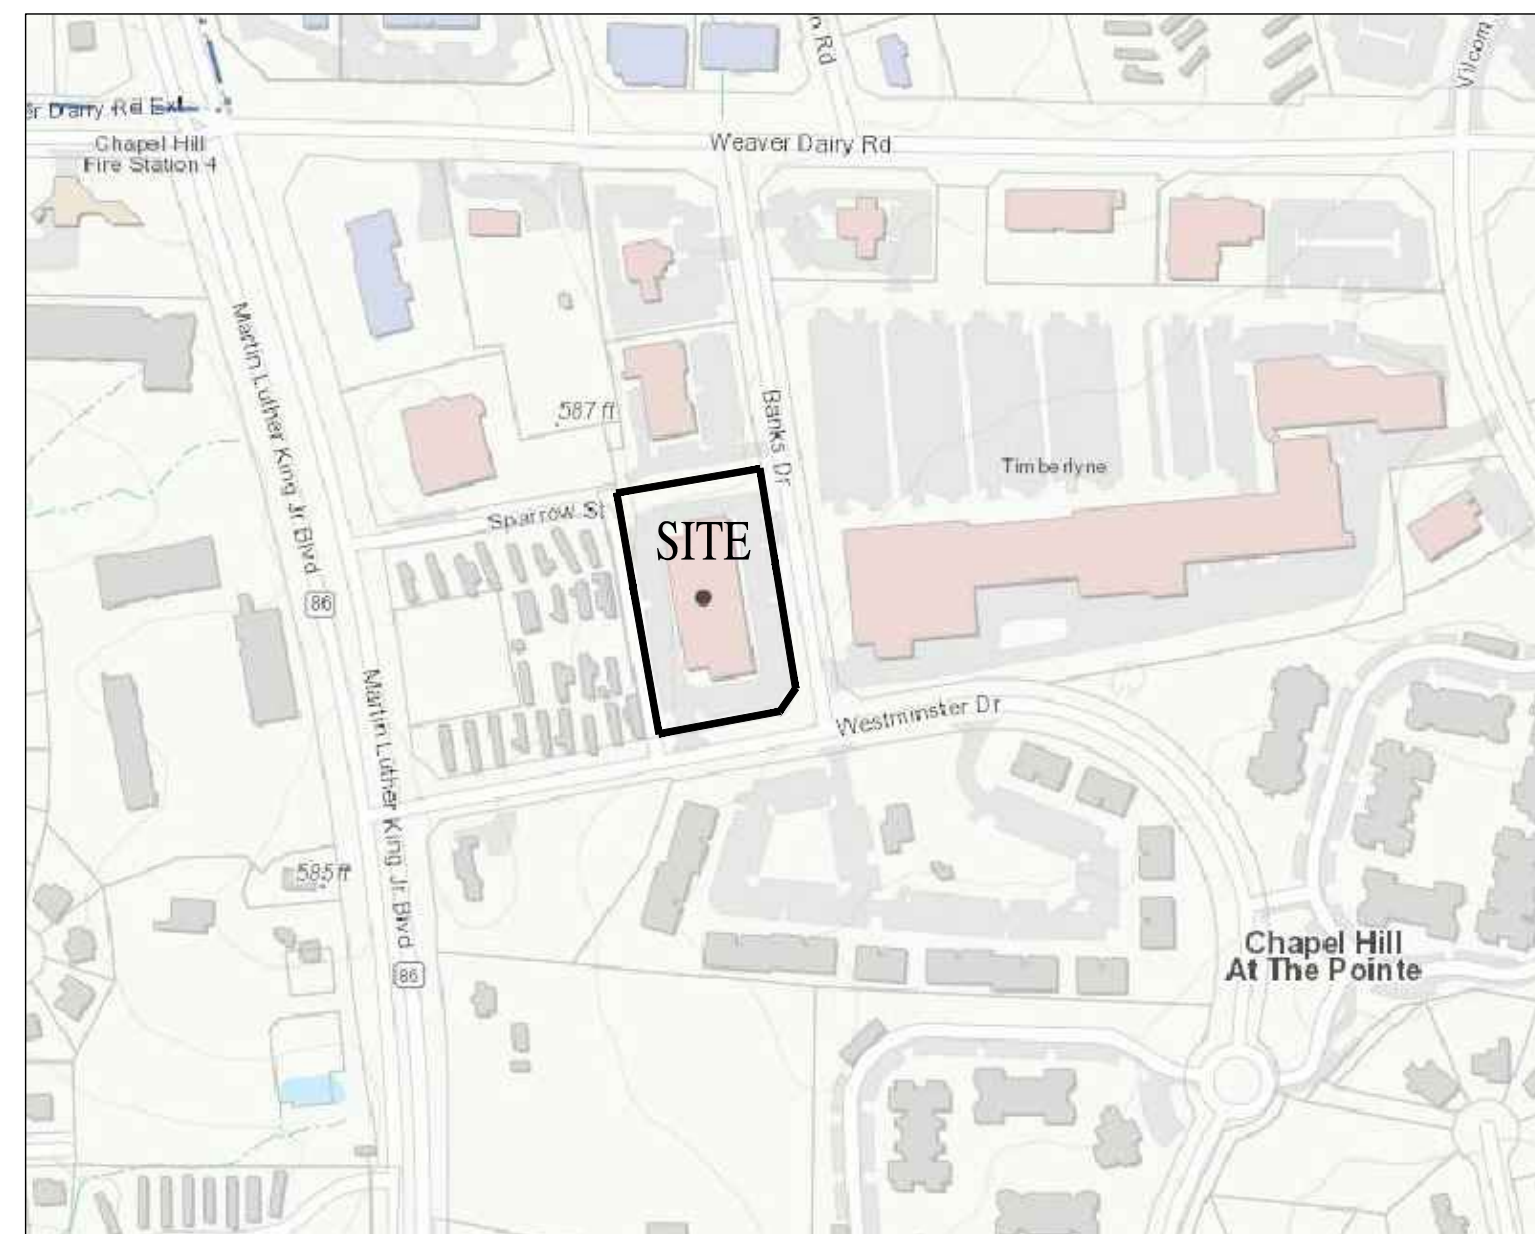 Rd
Vilcom
Dairy Rd Ext
Chapel Hill
Fire Station 4
Weaver Dairy Rd
Martin Luther King Jr Blvd
587 ft
Banks Dr
Timberlyne
Sparrow St
SITE
86
Martin Luther King Jr. Blvd
Westminster Dr
585 ft
Chapel Hill
At The Pointe
86